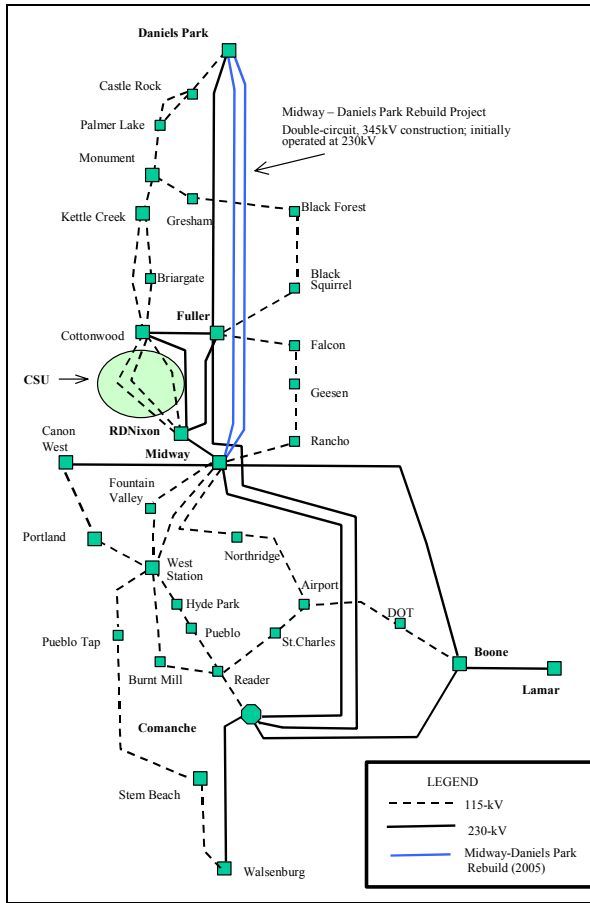 Daniels Park
Castle Rock
Midway – Daniels Park Rebuild Project
Double-circuit, 345kV construction; initially
operated at 230kV
Palmer Lake
Monument
Gresham
Black Forest
Kettle Creek
Briargate
Black
Squirrel
Fuller
Cottonwood
Falcon
CSU
Geesen
RDNixon
Rancho
Canon
West
Midway
Fountain
Valley
Portland
Northridge
West
Station
Airport
Hyde Park
DOT
Pueblo Tap
Pueblo
St.Charles
Boone
Burnt Mill
Reader
Lamar
Comanche
Stem Beach
Walsenburg
LEGEND
115-kV
230-kV
Midway-Daniels Park
Rebuild (2005)